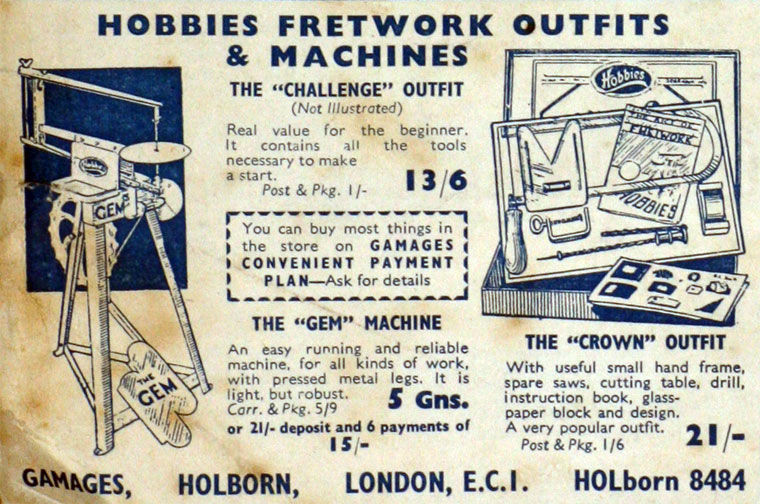 HOBBIES FRETWORK OUTFITS
& MACHINES
THE "CHALLENGE" OUTFIT
(Not Illustrated)
Real value for the beginner.
It contains all the tools
necessary to make
a start.
Post & Pkg. 1/-
13/6
You can buy most things in
the store on GAMAGES
CONVENIENT PAYMENT
PLAN—Ask for details
THE "GEM" MACHINE
An easy running and reliable
machine, for all kinds of work,
with pressed metal legs. It is
light, but robust.
Carr. & Pkg. 5/9
5 Gns.
or 21/- deposit and 6 payments of
15/-
Hobbies
GEM
THE
GEM
Hobbies
FRETWORK
HOBBIES
THE "CROWN" OUTFIT
With useful small hand frame,
spare saws, cutting table, drill,
instruction book, glass-
paper block and design.
A very popular outfit.
Post & Pkg. 1/6
21/-
GAMAGES, HOLBORN, LONDON, E.C.1. HOLborn 8484